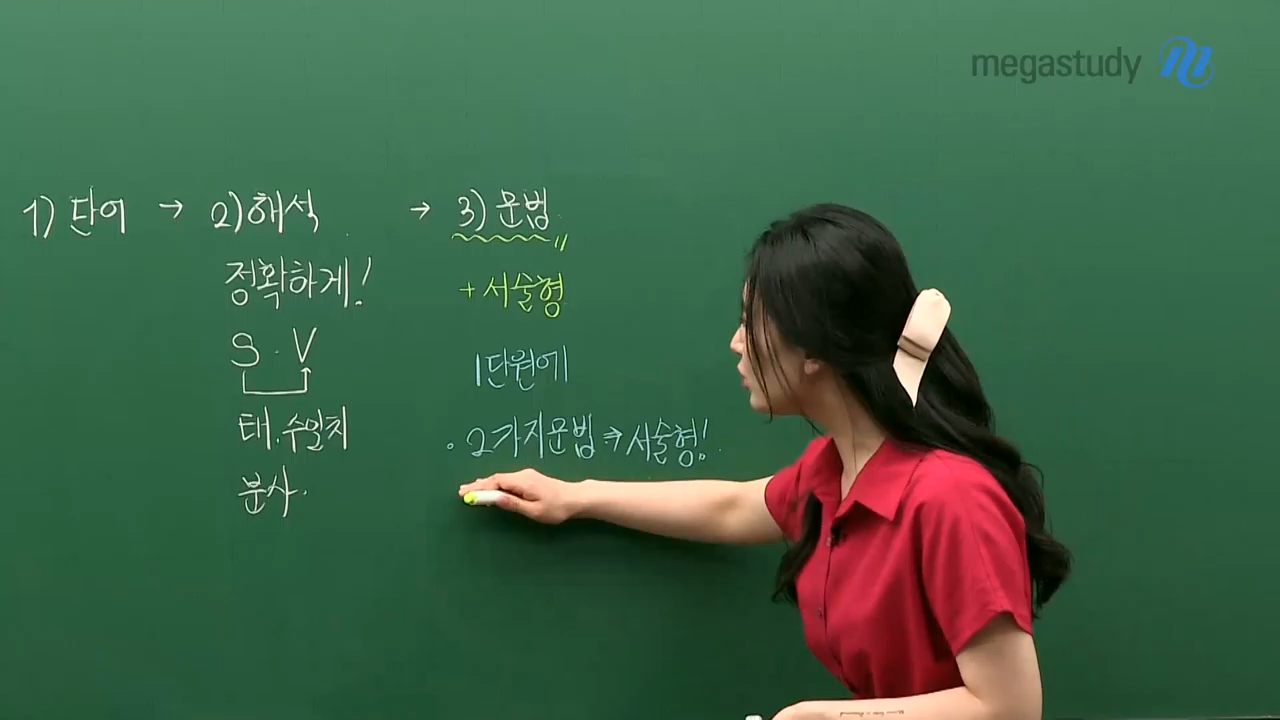 megastudy
1) 단어 → 2) 해석 → 3) 문법
정확하게!
+ 서술형
S · V
1단원에
태, 수일치
· 2가지문법 ⇒ 서술형!
분사.